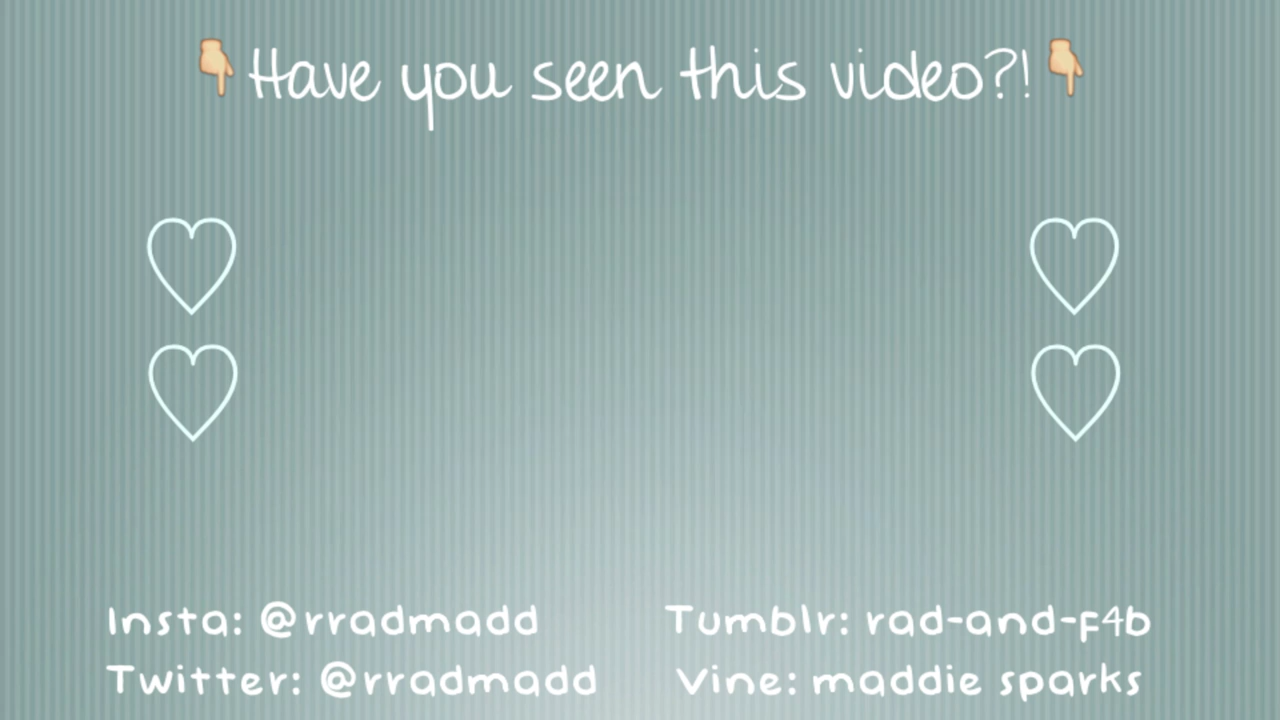 👇🏼Have you seen this video?!👇🏼
Insta: @rradmadd
Twitter: @rradmadd
Tumblr: rad-and-f4b
Vine: maddie sparks